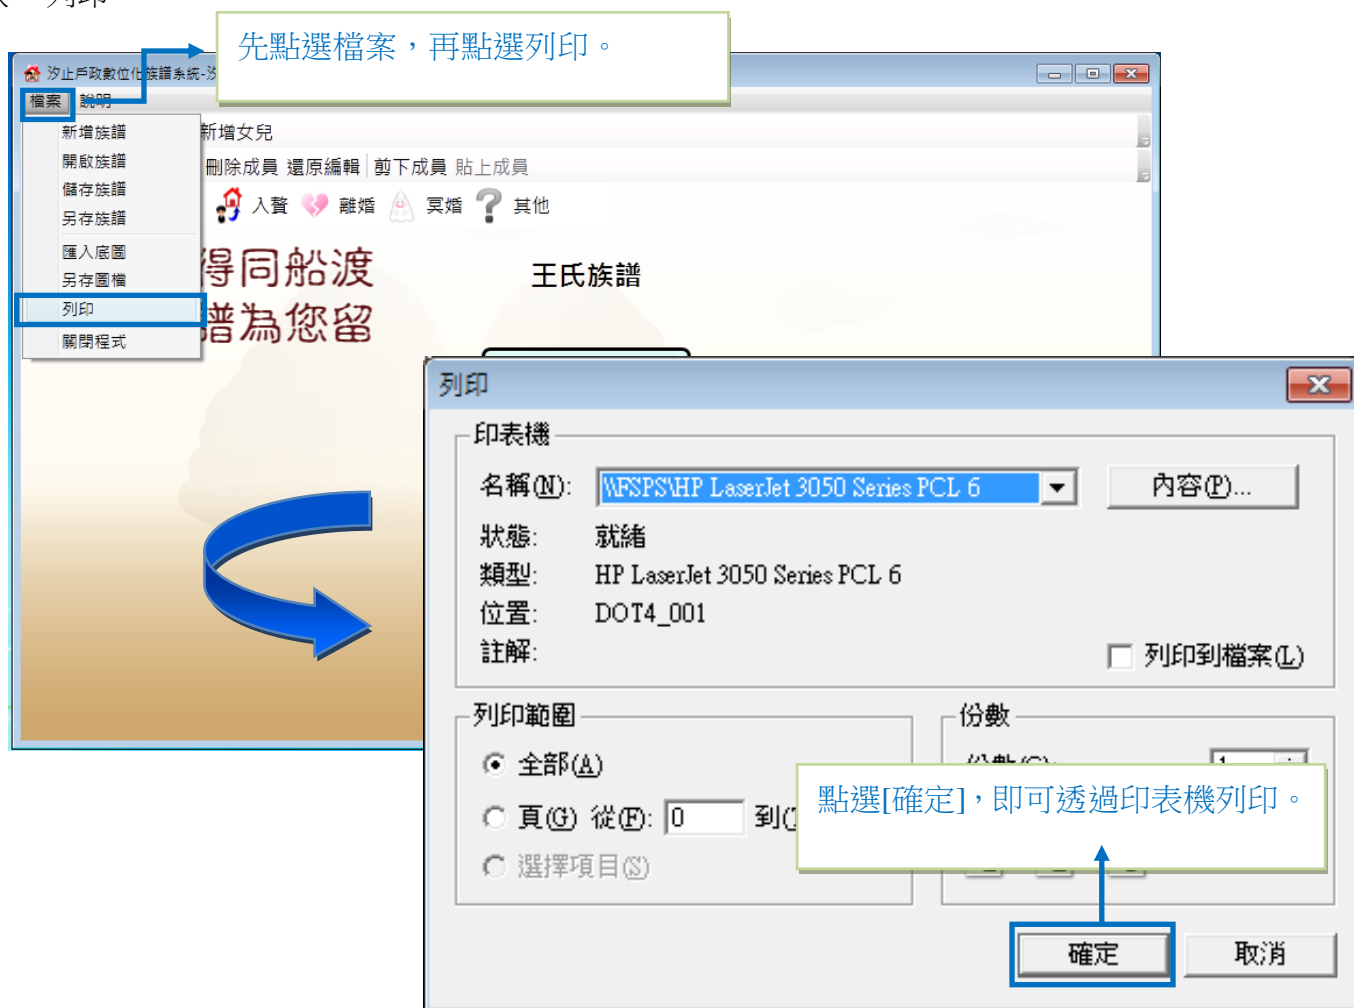 列印
先點選檔案，再點選列印。
汐止戶政數位化族譜系統-汐
檔案 說明
新增族譜
開啟族譜
儲存族譜
另存族譜
匯入底圖
另存圖檔
列印
關閉程式
新增女兒
刪除成員 還原編輯 剪下成員 貼上成員
入贅 離婚 冥婚 其他
得同船渡
譜為您留
王氏族譜
列印
印表機
名稱(N): \\FSPS\HP LaserJet 3050 Series PCL 6 內容(P)...
狀態: 就緒
類型: HP LaserJet 3050 Series PCL 6
位置: DOT4_001
註解:
列印到檔案(L)
列印範圍
全部(A)
頁(G) 從(F): 0 到(
選擇項目(S)
份數
點選[確定]，即可透過印表機列印。
確定 取消